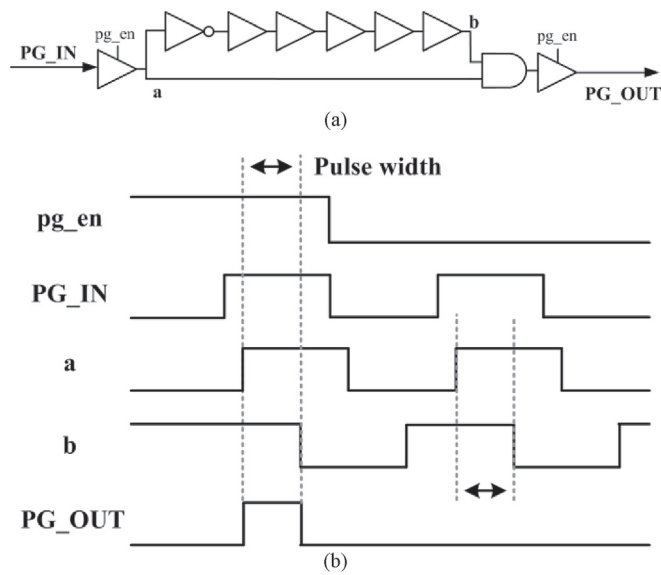 pg_en
PG_IN
a
b
pg_en
PG_OUT
(a)
Pulse width
pg_en
PG_IN
a
b
PG_OUT
(b)